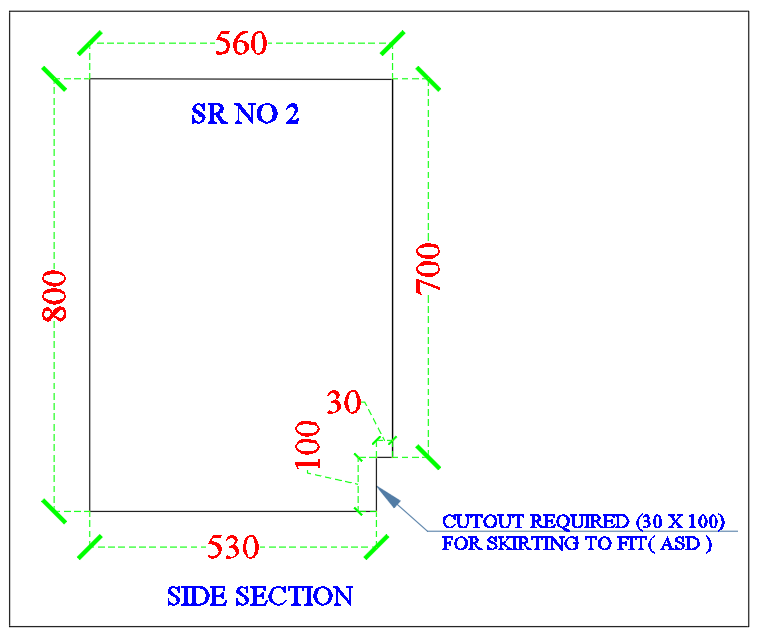 560
SR NO 2
800
700
30
100
CUTOUT REQUIRED (30 X 100)
FOR SKIRTING TO FIT( ASD )
530
SIDE SECTION